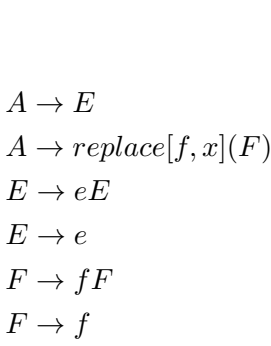 A → E
A → replace[f, x](F)
E → eE
E → e
F → fF
F → f